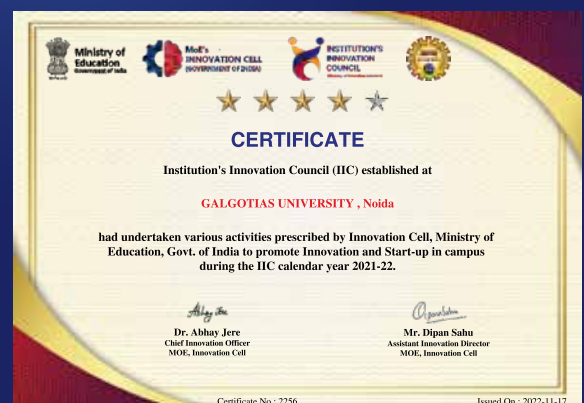 Ministry of
Education
Government of India
MoE's
INNOVATION CELL
(GOVERNMENT OF INDIA)
INSTITUTION'S
INNOVATION
COUNCIL
CERTIFICATE
Institution's Innovation Council (IIC) established at
GALGOTIAS UNIVERSITY , Noida
had undertaken various activities prescribed by Innovation Cell, Ministry of
Education, Govt. of India to promote Innovation and Start-up in campus
during the IIC calendar year 2021-22.
Dr. Abhay Jere
Chief Innovation Officer
MOE, Innovation Cell
Mr. Dipan Sahu
Assistant Innovation Director
MOE, Innovation Cell
Certificate No : 2256
Issued On : 2022-11-17